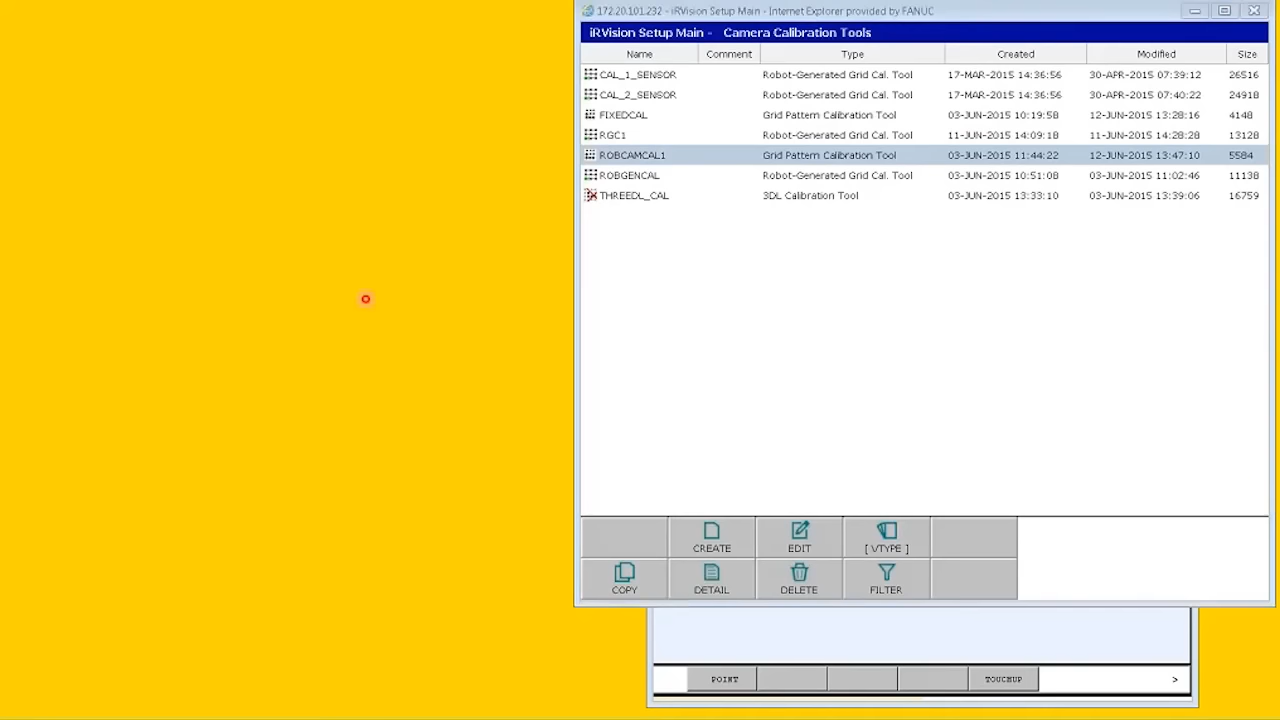 172.20.101.232 - iRVision Setup Main - Internet Explorer provided by FANUC
iRVision Setup Main - Camera Calibration Tools
Name Comment Type Created Modified Size
CAL_1_SENSOR Robot-Generated Grid Cal. Tool 17-MAR-2015 14:36:56 30-APR-2015 07:39:12 26516
CAL_2_SENSOR Robot-Generated Grid Cal. Tool 17-MAR-2015 14:36:56 30-APR-2015 07:40:22 24918
FIXEDCAL Grid Pattern Calibration Tool 03-JUN-2015 10:19:58 12-JUN-2015 13:28:16 4148
RGC1 Robot-Generated Grid Cal. Tool 11-JUN-2015 14:09:18 11-JUN-2015 14:28:28 13128
ROBCAMCAL1 Grid Pattern Calibration Tool 03-JUN-2015 11:44:22 12-JUN-2015 13:47:10 5584
ROBGENCAL Robot-Generated Grid Cal. Tool 03-JUN-2015 10:51:08 03-JUN-2015 11:02:46 11138
THREEDL_CAL 3DL Calibration Tool 03-JUN-2015 13:33:10 03-JUN-2015 13:39:06 16759
CREATE EDIT [ VTYPE ]
COPY DETAIL DELETE FILTER
POINT TOUCHUP >